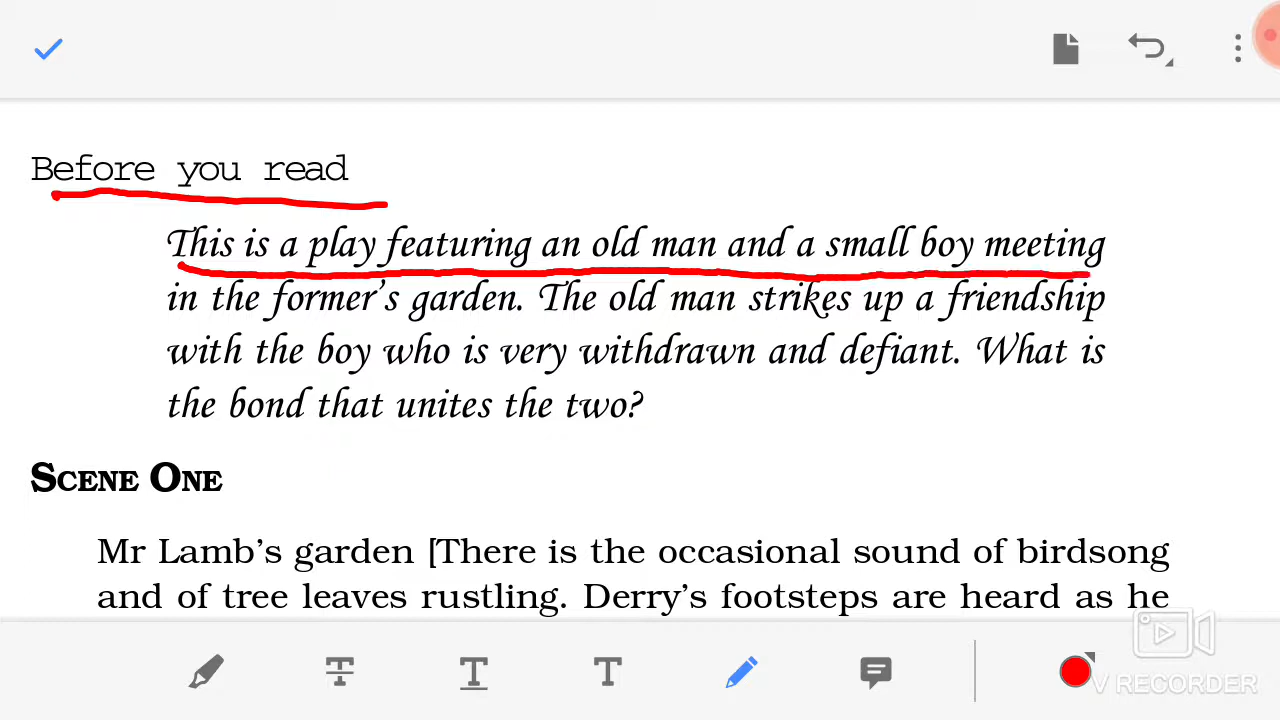 Before you read
This is a play featuring an old man and a small boy meeting
in the former's garden. The old man strikes up a friendship
with the boy who is very withdrawn and defiant. What is
the bond that unites the two?
SCENE ONE
Mr Lamb's garden [There is the occasional sound of birdsong
and of tree leaves rustling. Derry's footsteps are heard as he
T T T
V RECORDER